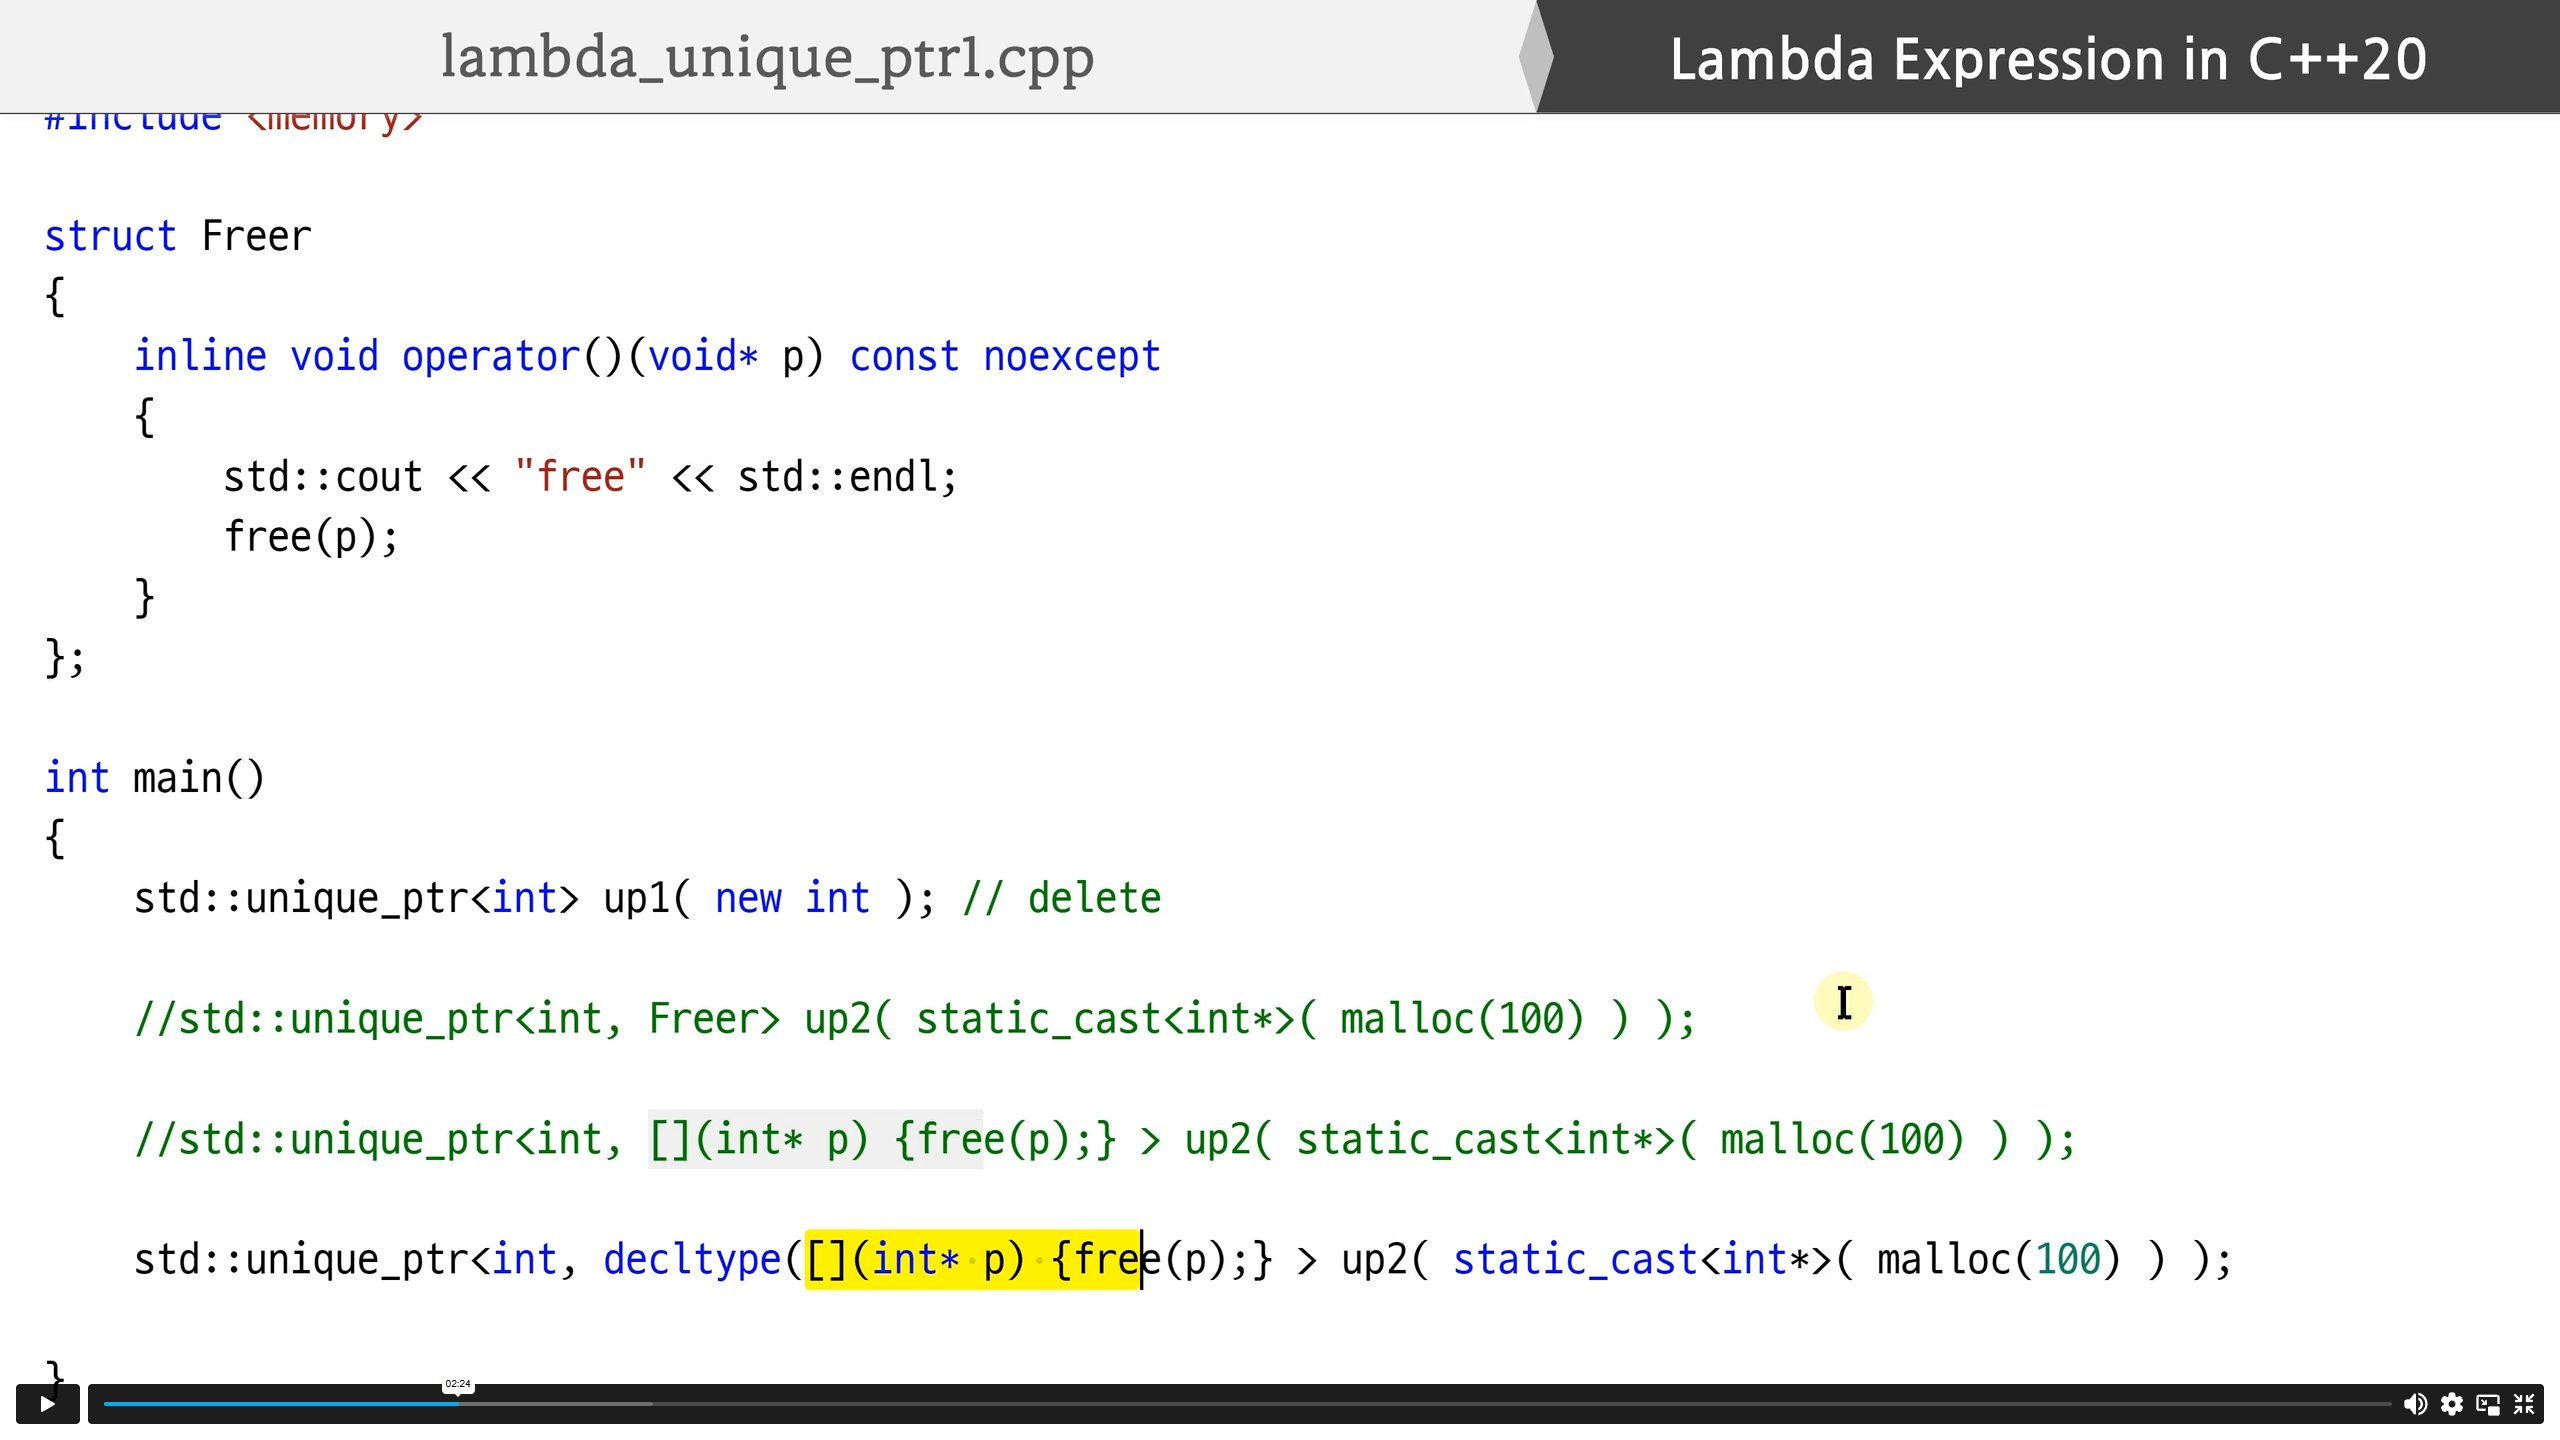 lambda_unique_ptr1.cpp
Lambda Expression in C++20
#include <memory>
struct Freer
{
    inline void operator()(void* p) const noexcept
    {
        std::cout << "free" << std::endl;
        free(p);
    }
};
int main()
{
    std::unique_ptr<int> up1( new int ); // delete
    //std::unique_ptr<int, Freer> up2( static_cast<int*>( malloc(100) ) );
    //std::unique_ptr<int, [](int* p) {free(p);} > up2( static_cast<int*>( malloc(100) ) );
    std::unique_ptr<int, decltype([](int* p) {free(p);} > up2( static_cast<int*>( malloc(100) ) );
}
02:24